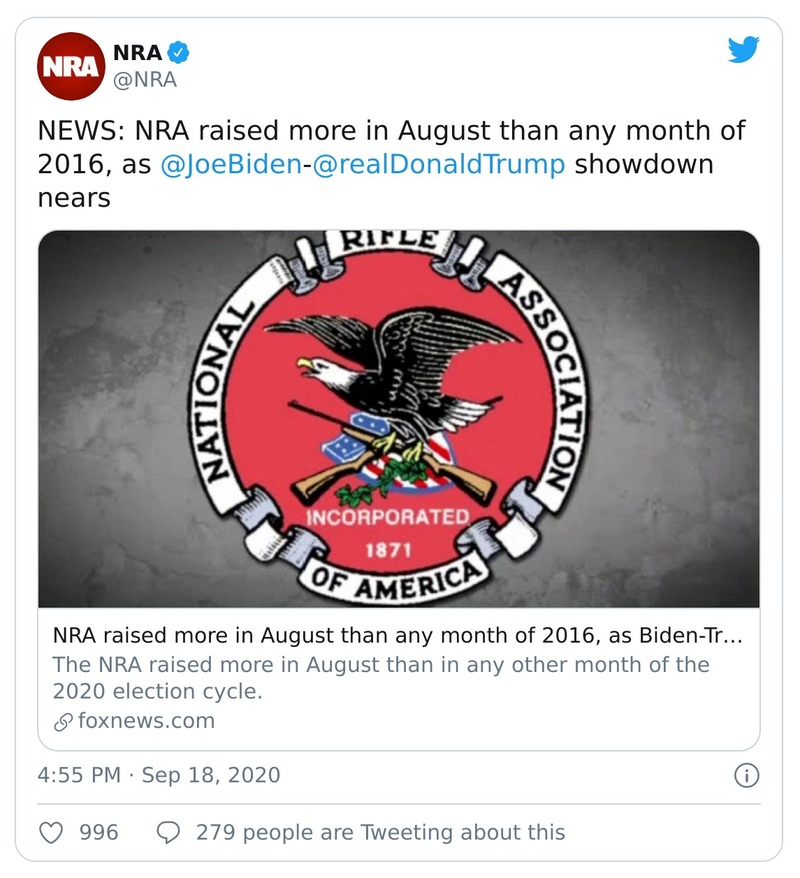 NRA
NRA
@NRA
NEWS: NRA raised more in August than any month of
2016, as @JoeBiden-@realDonaldTrump showdown
nears
NATIONAL
RIFLE
ASSOCIATION
INCORPORATED
1871
OF AMERICA
NRA raised more in August than any month of 2016, as Biden-Tr...
The NRA raised more in August than in any other month of the
2020 election cycle.
foxnews.com
4:55 PM · Sep 18, 2020
996
279 people are Tweeting about this